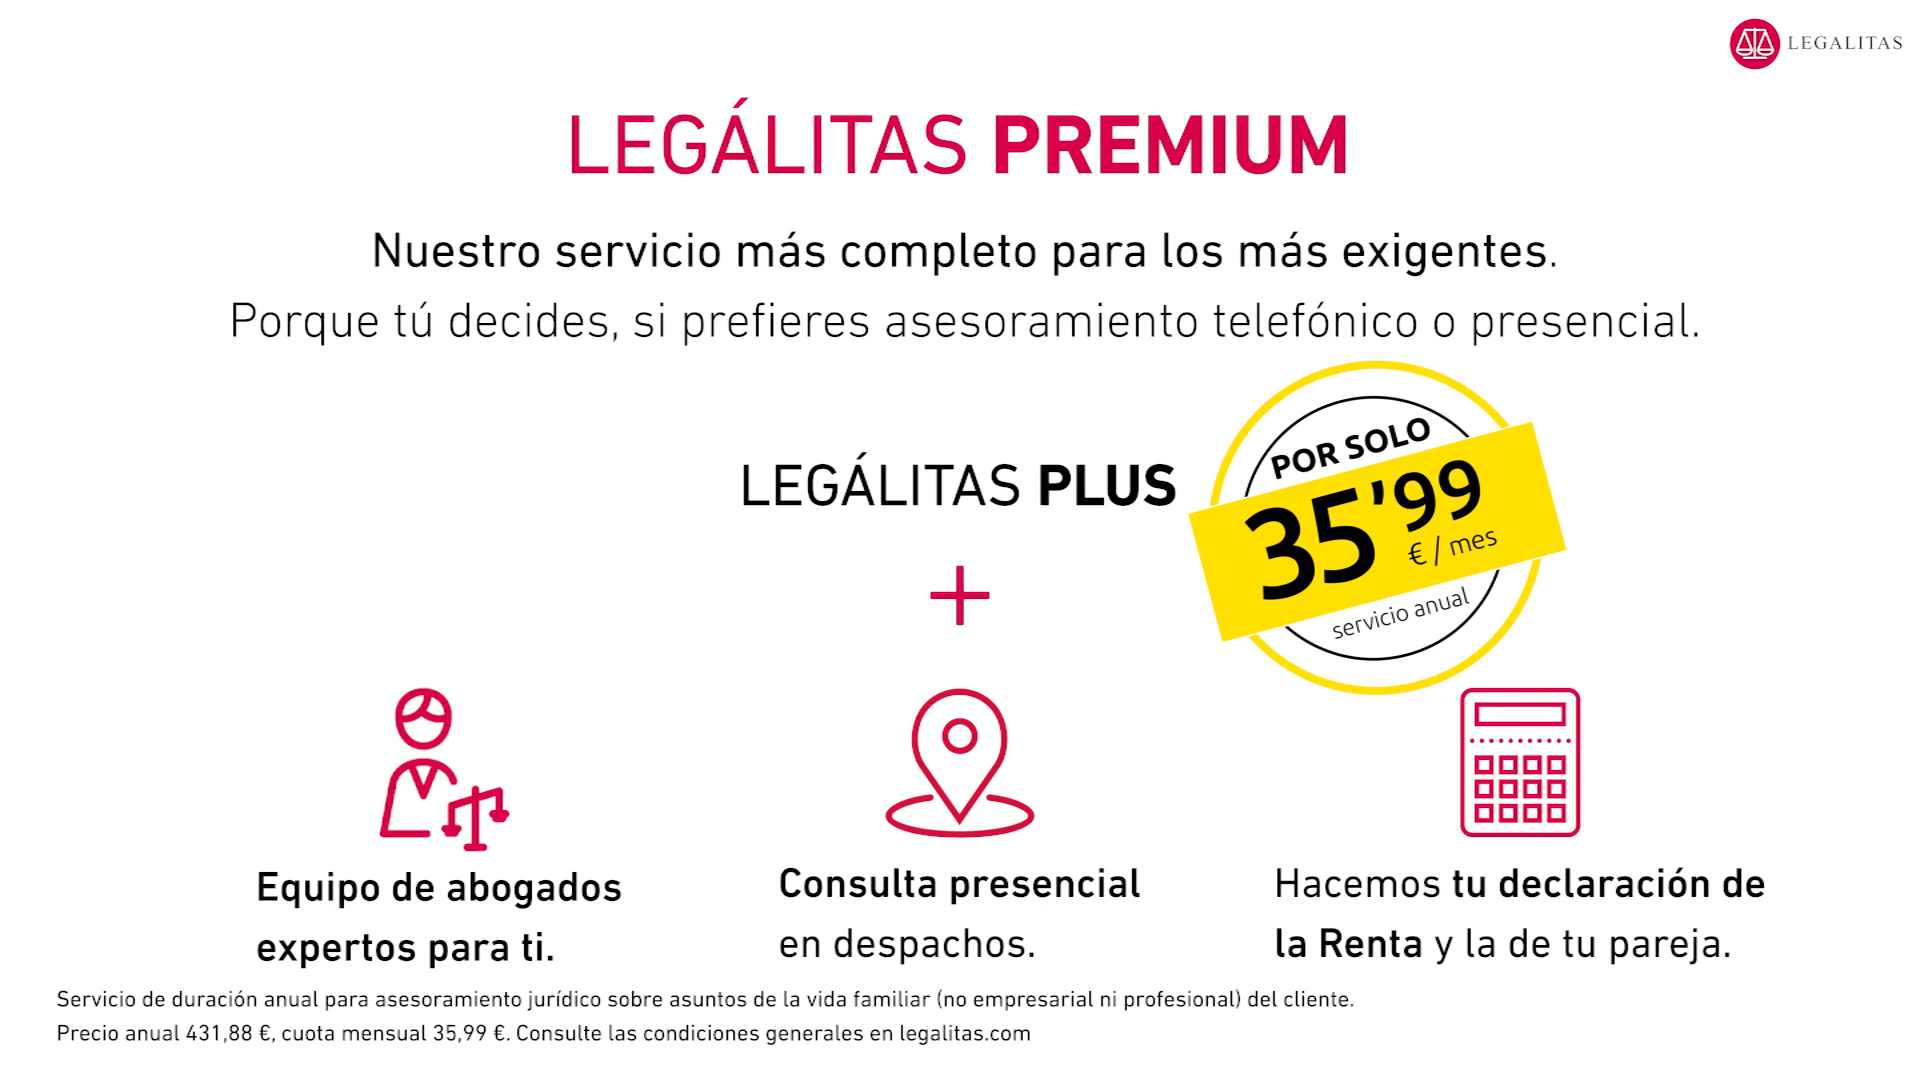 LEGALITAS
LEGÁLITAS PREMIUM
Nuestro servicio más completo para los más exigentes.
Porque tú decides, si prefieres asesoramiento telefónico o presencial.
LEGÁLITAS PLUS
POR SOLO
35’99
€ / mes
servicio anual
+
Equipo de abogados
expertos para ti.
Consulta presencial
en despachos.
Hacemos tu declaración de
la Renta y la de tu pareja.
Servicio de duración anual para asesoramiento jurídico sobre asuntos de la vida familiar (no empresarial ni profesional) del cliente.
Precio anual 431,88 €, cuota mensual 35,99 €. Consulte las condiciones generales en legalitas.com